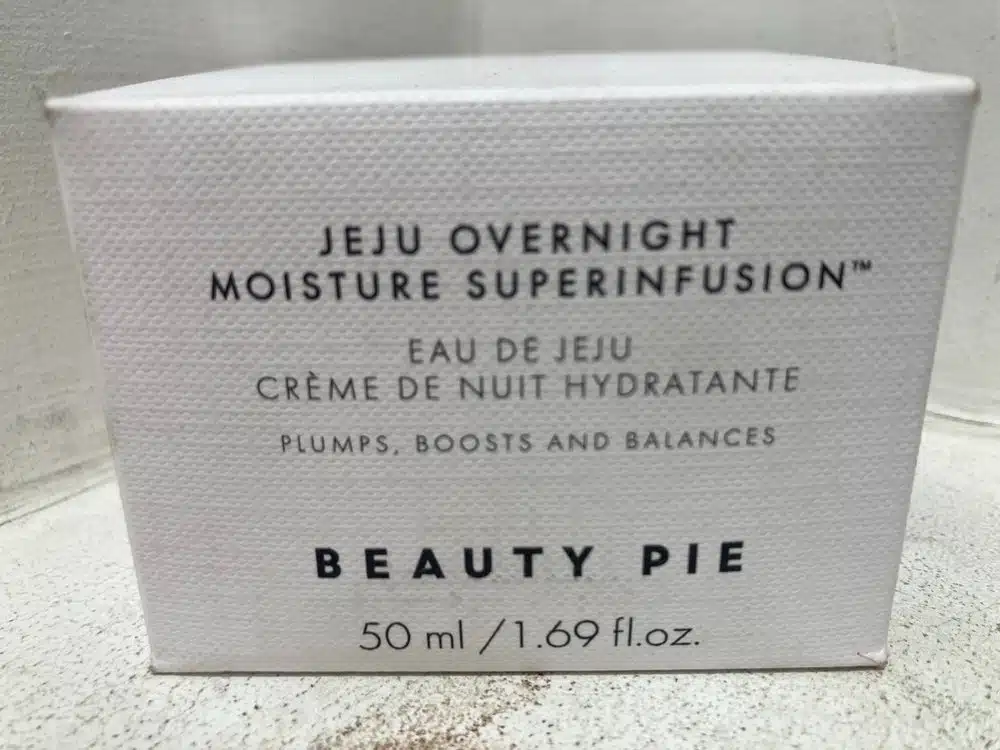 JEJU OVERNIGHT
MOISTURE SUPERINFUSION™
EAU DE JEJU
CRÈME DE NUIT HYDRATANTE
PLUMPS, BOOSTS AND BALANCES
BEAUTY PIE
50 ml / 1.69 fl.oz.